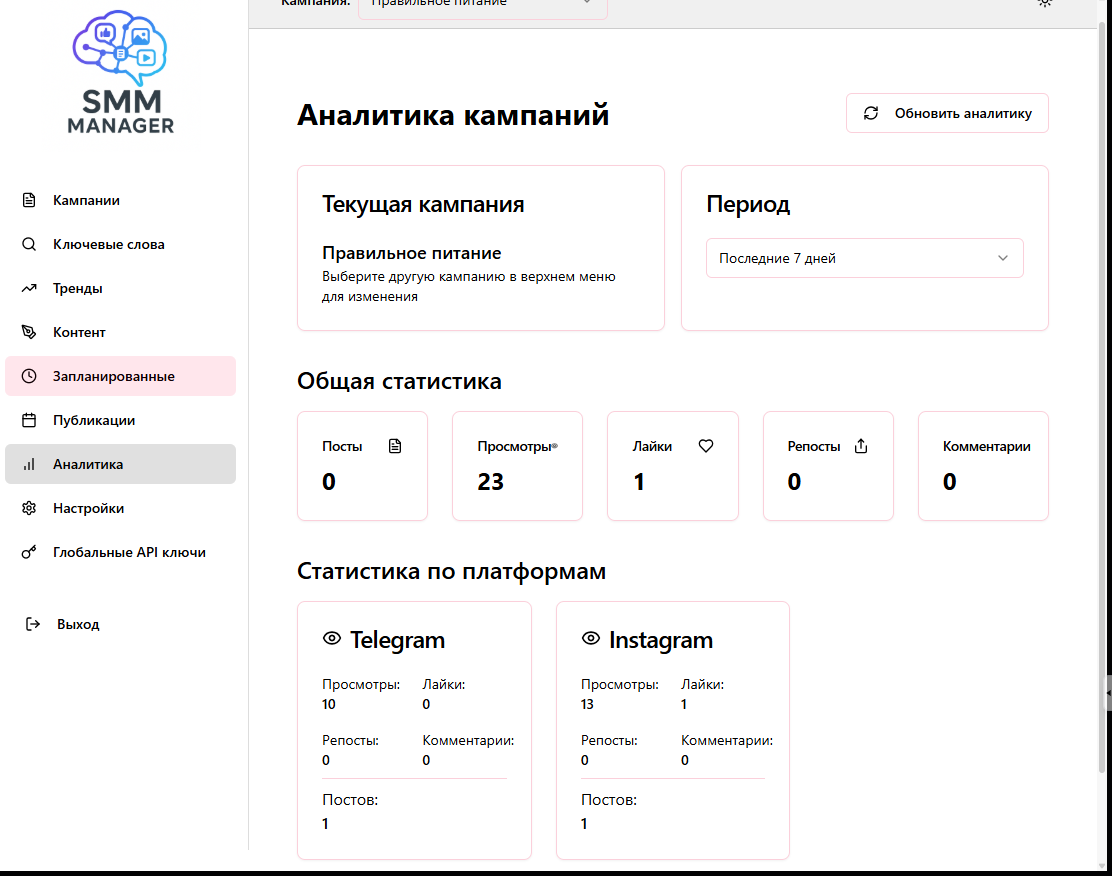 Кампания:
Правильное питание
SMM
MANAGER
Кампании
Ключевые слова
Тренды
Контент
Запланированные
Публикации
Аналитика
Настройки
Глобальные API ключи
Выход
Аналитика кампаний
Обновить аналитику
Текущая кампания
Правильное питание
Выберите другую кампанию в верхнем меню
для изменения
Период
Последние 7 дней
Общая статистика
Посты
0
Просмотры
23
Лайки
1
Репосты
0
Комментарии
0
Статистика по платформам
Telegram
Просмотры: Лайки:
10 0
Репосты: Комментарии:
0 0
Постов:
1
Instagram
Просмотры: Лайки:
13 1
Репосты: Комментарии:
0 0
Постов:
1